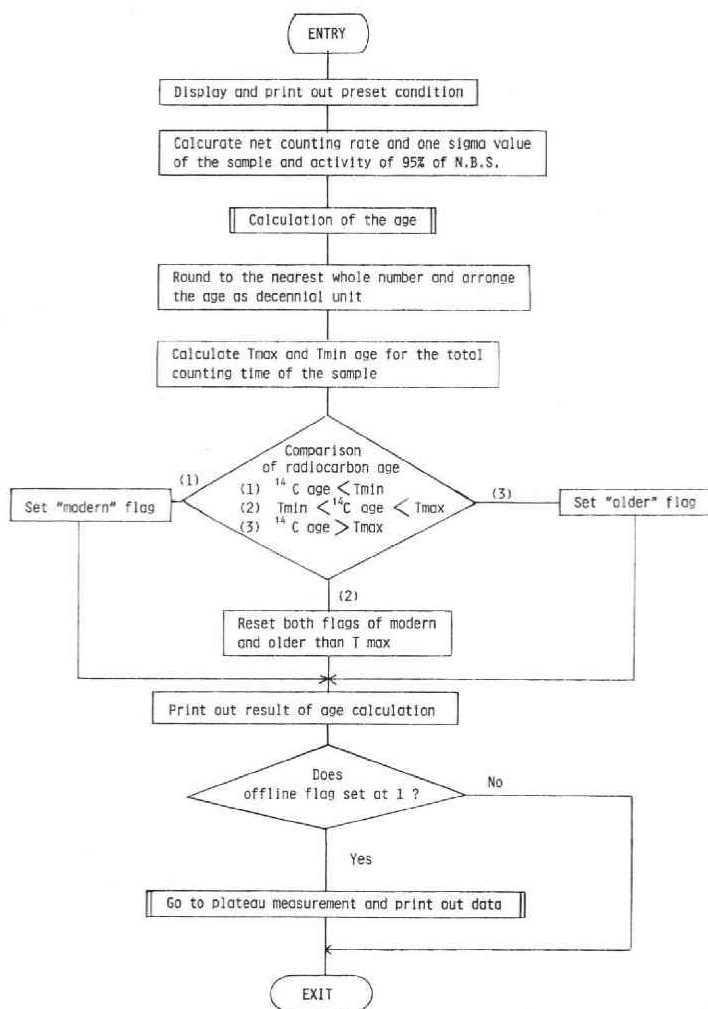 ENTRY
Display and print out preset condition
Calcurate net counting rate and one sigma value
of the sample and activity of 95% of N.B.S.
Calculation of the age
Round to the nearest whole number and arrange
the age as decennial unit
Calculate Tmax and Tmin age for the total
counting time of the sample
Comparison
of radiocarbon age
(1) ¹⁴C age < Tmin
(2) Tmin < ¹⁴C age < Tmax
(3) ¹⁴C age > Tmax
(1)
Set "modern" flag
(3)
Set "older" flag
(2)
Reset both flags of modern
and older than T max
Print out result of age calculation
Does
offline flag set at 1 ?
No
Yes
Go to plateau measurement and print out data
EXIT